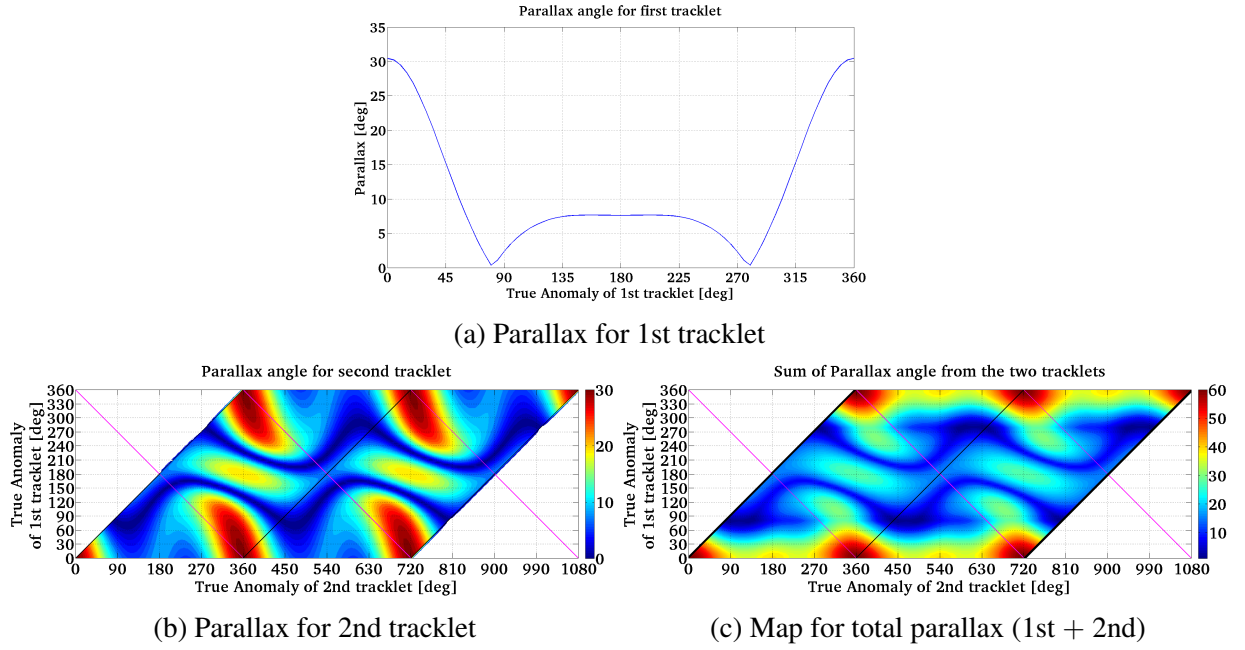 Parallax angle for first tracklet
Parallax [deg]
35
30
25
20
15
10
5
0
0 45 90 135 180 225 270 315 360
True Anomaly of 1st tracklet [deg]
(a) Parallax for 1st tracklet
Parallax angle for second tracklet
True Anomaly
of 1st tracklet [deg]
360
330
300
270
240
210
180
150
120
90
60
30
0
0 90 180 270 360 450 540 630 720 810 900 990 1080
True Anomaly of 2nd tracklet [deg]
30
20
10
0
(b) Parallax for 2nd tracklet
Sum of Parallax angle from the two tracklets
True Anomaly
of 1st tracklet [deg]
360
330
300
270
240
210
180
150
120
90
60
30
0
0 90 180 270 360 450 540 630 720 810 900 990 1080
True Anomaly of 2nd tracklet [deg]
60
50
40
30
20
10
(c) Map for total parallax (1st + 2nd)